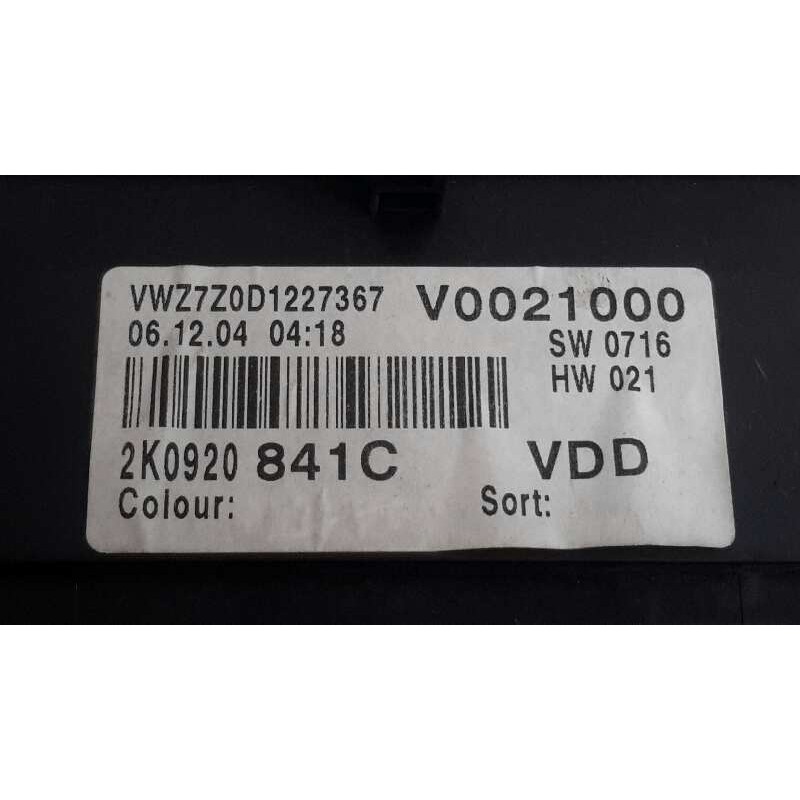 VWZ7Z0D1227367 V0021000
06.12.04 04:18 SW 0716
HW 021
2K0920 841C VDD
Colour: Sort: